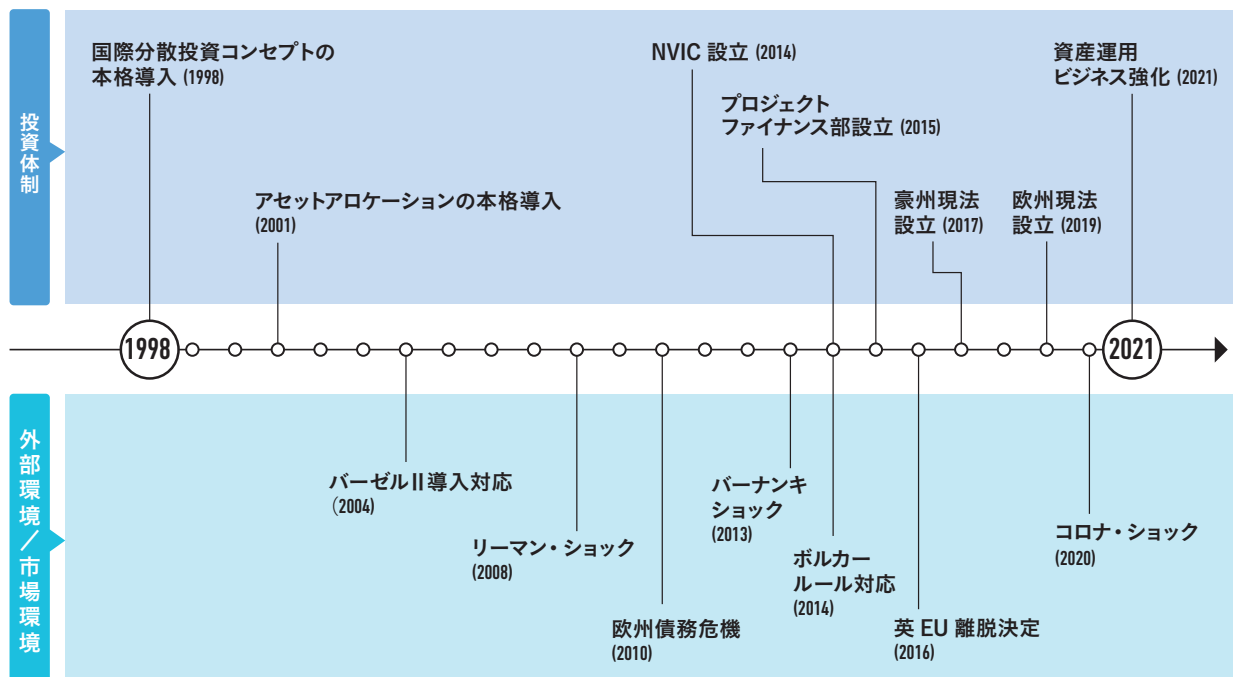 投資体制
国際分散投資コンセプトの
本格導入 (1998)
アセットアロケーションの本格導入
(2001)
NVIC 設立 (2014)
プロジェクト
ファイナンス部設立 (2015)
豪州現法
設立 (2017)
欧州現法
設立 (2019)
資産運用
ビジネス強化 (2021)
1998
2021
外部環境/市場環境
バーゼルⅡ導入対応
(2004)
リーマン・ショック
(2008)
欧州債務危機
(2010)
バーナンキ
ショック
(2013)
ボルカー
ルール対応
(2014)
英 EU 離脱決定
(2016)
コロナ・ショック
(2020)